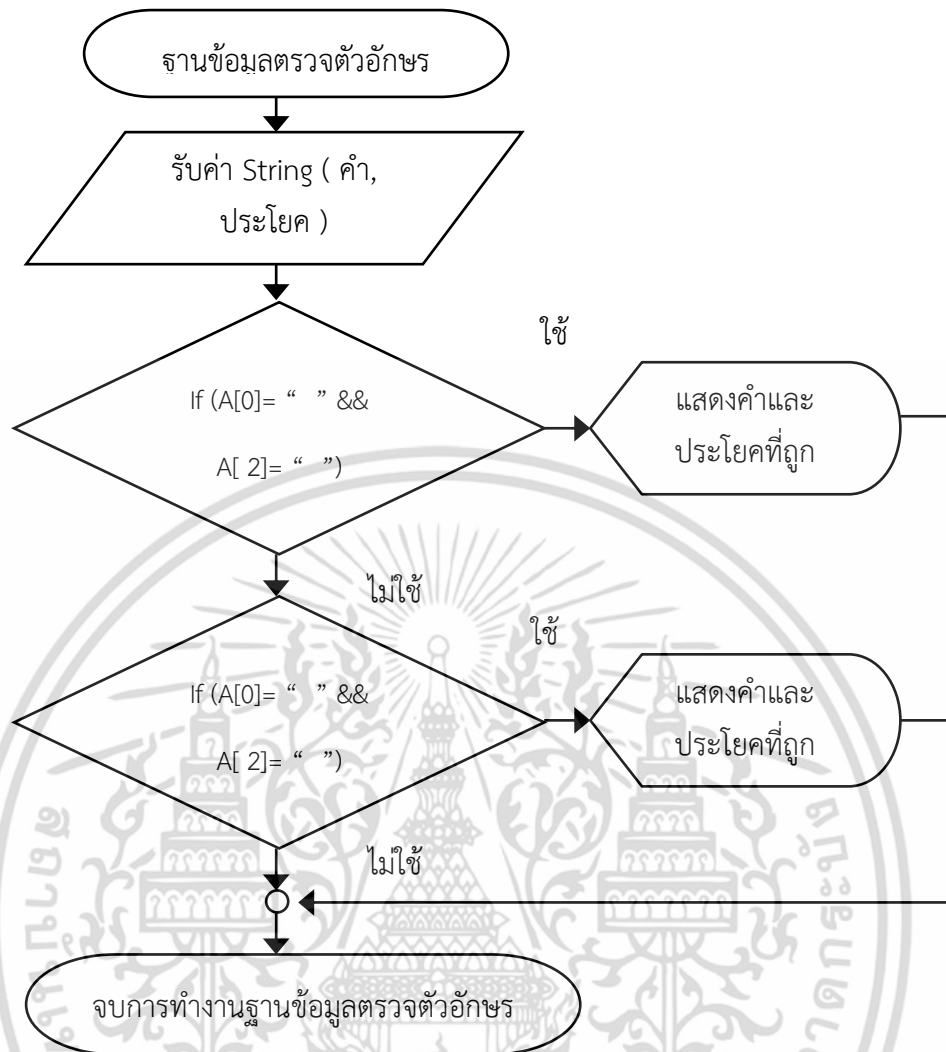 ฐานข้อมูลตรวจตัวอักษร
รับค่า String ( คำ,
ประโยค )
ใช้
If (A[0]= “ ” &&
A[ 2]= “ ”)
แสดงคำและ
ประโยคที่ถูก
ไม่ใช้
ใช้
If (A[0]= “ ” &&
A[ 2]= “ ”)
แสดงคำและ
ประโยคที่ถูก
ไม่ใช้
จบการทำงานฐานข้อมูลตรวจตัวอักษร